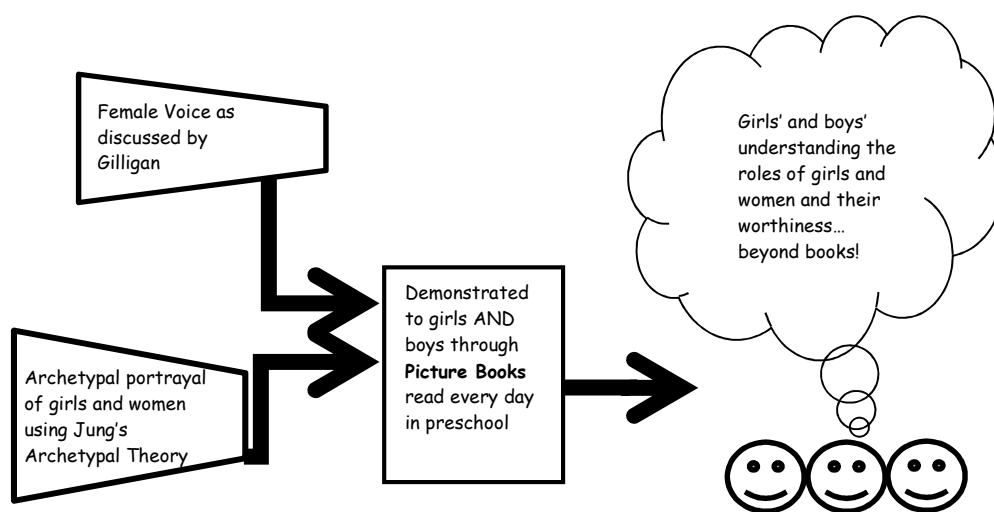 Female Voice as
discussed by
Gilligan
Archetypal portrayal
of girls and women
using Jung's
Archetypal Theory
Demonstrated
to girls AND
boys through
Picture Books
read every day
in preschool
Girls' and boys'
understanding the
roles of girls and
women and their
worthiness...
beyond books!